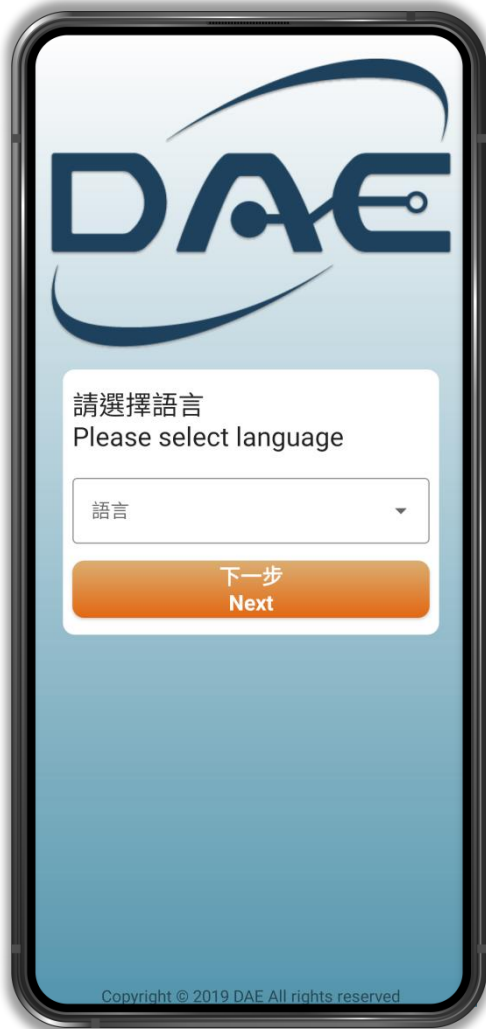 DAE
請選擇語言
Please select language
語言
下一步
Next
Copyright © 2019 DAE All rights reserved